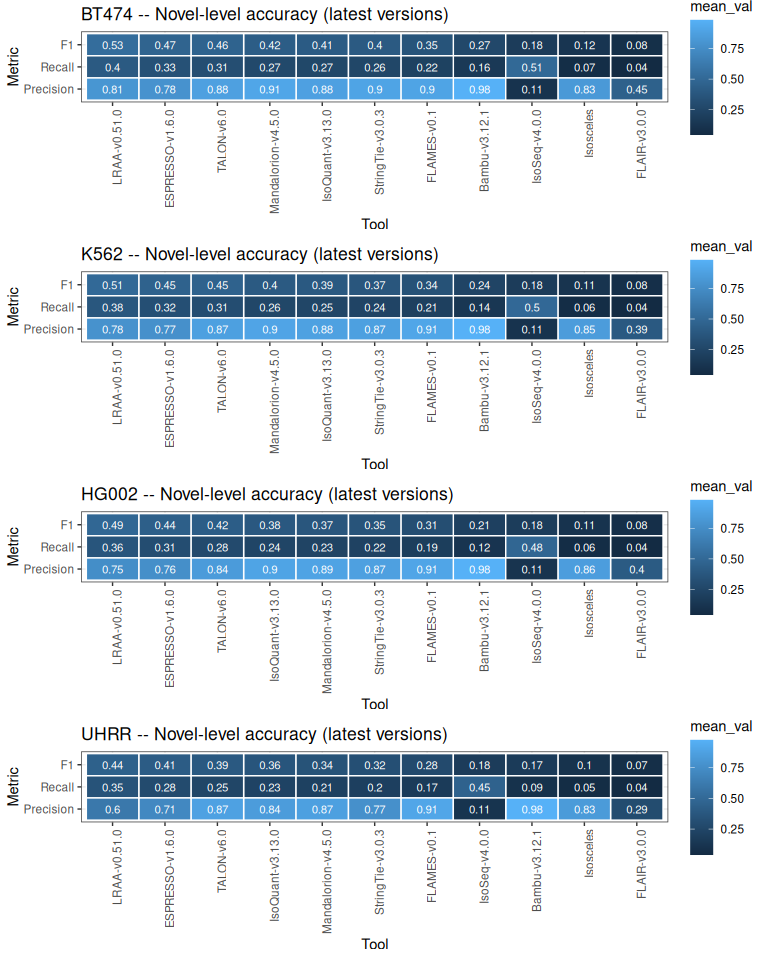 BT474 -- Novel-level accuracy (latest versions)
mean_val
Metric
F1 0.53 0.47 0.46 0.42 0.41 0.4 0.35 0.27 0.18 0.12 0.08
Recall 0.4 0.33 0.31 0.27 0.27 0.26 0.22 0.16 0.51 0.07 0.04
Precision 0.81 0.78 0.88 0.91 0.88 0.9 0.9 0.98 0.11 0.83 0.45
0.75
0.50
0.25
LRAA-v0.51.0
ESPRESSO-v1.6.0
TALON-v6.0
Mandalorion-v4.5.0
IsoQuant-v3.13.0
StringTie-v3.0.3
FLAMES-v0.1
Bambu-v3.12.1
IsoSeq-v4.0.0
Isosceles
FLAIR-v3.0.0
Tool
K562 -- Novel-level accuracy (latest versions)
mean_val
Metric
F1 0.51 0.45 0.45 0.4 0.39 0.37 0.34 0.24 0.18 0.11 0.08
Recall 0.38 0.32 0.31 0.26 0.25 0.24 0.21 0.14 0.5 0.06 0.04
Precision 0.78 0.77 0.87 0.9 0.88 0.87 0.91 0.98 0.11 0.85 0.39
0.75
0.50
0.25
LRAA-v0.51.0
ESPRESSO-v1.6.0
TALON-v6.0
Mandalorion-v4.5.0
IsoQuant-v3.13.0
StringTie-v3.0.3
FLAMES-v0.1
Bambu-v3.12.1
IsoSeq-v4.0.0
Isosceles
FLAIR-v3.0.0
Tool
HG002 -- Novel-level accuracy (latest versions)
mean_val
Metric
F1 0.49 0.44 0.42 0.38 0.37 0.35 0.31 0.21 0.18 0.11 0.08
Recall 0.36 0.31 0.28 0.24 0.23 0.22 0.19 0.12 0.48 0.06 0.04
Precision 0.75 0.76 0.84 0.9 0.89 0.87 0.91 0.98 0.11 0.86 0.4
0.75
0.50
0.25
LRAA-v0.51.0
ESPRESSO-v1.6.0
TALON-v6.0
IsoQuant-v3.13.0
Mandalorion-v4.5.0
StringTie-v3.0.3
FLAMES-v0.1
Bambu-v3.12.1
IsoSeq-v4.0.0
Isosceles
FLAIR-v3.0.0
Tool
UHRR -- Novel-level accuracy (latest versions)
mean_val
Metric
F1 0.44 0.41 0.39 0.36 0.34 0.32 0.28 0.18 0.17 0.1 0.07
Recall 0.35 0.28 0.25 0.23 0.21 0.2 0.17 0.45 0.09 0.05 0.04
Precision 0.6 0.71 0.87 0.84 0.87 0.77 0.91 0.11 0.98 0.83 0.29
0.75
0.50
0.25
LRAA-v0.51.0
ESPRESSO-v1.6.0
TALON-v6.0
IsoQuant-v3.13.0
Mandalorion-v4.5.0
StringTie-v3.0.3
FLAMES-v0.1
IsoSeq-v4.0.0
Bambu-v3.12.1
Isosceles
FLAIR-v3.0.0
Tool